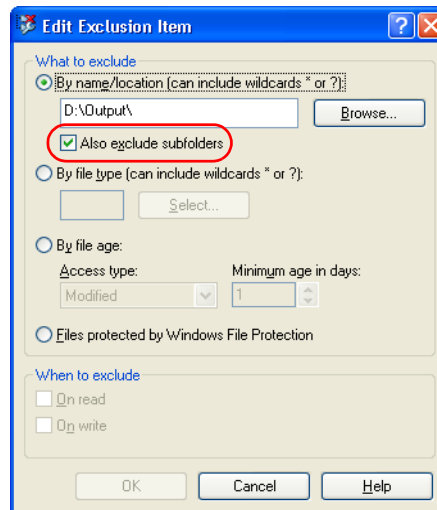 Edit Exclusion Item
What to exclude
By name/location (can include wildcards * or ?):
D:\Output\
Browse...
Also exclude subfolders
By file type (can include wildcards * or ?):
Select...
By file age:
Access type:
Minimum age in days:
Modified
1
Files protected by Windows File Protection
When to exclude
On read
On write
OK
Cancel
Help